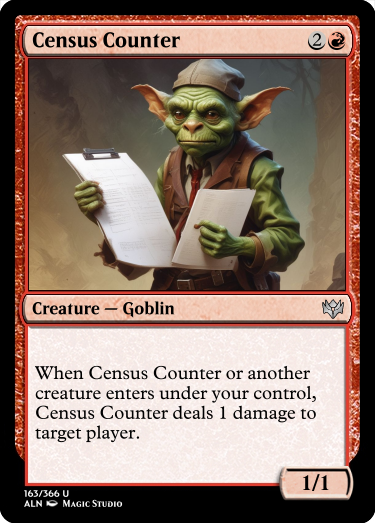 Census Counter 2
Creature — Goblin
When Census Counter or another
creature enters under your control,
Census Counter deals 1 damage to
target player.
1/1
163/366 U
ALN Magic Studio